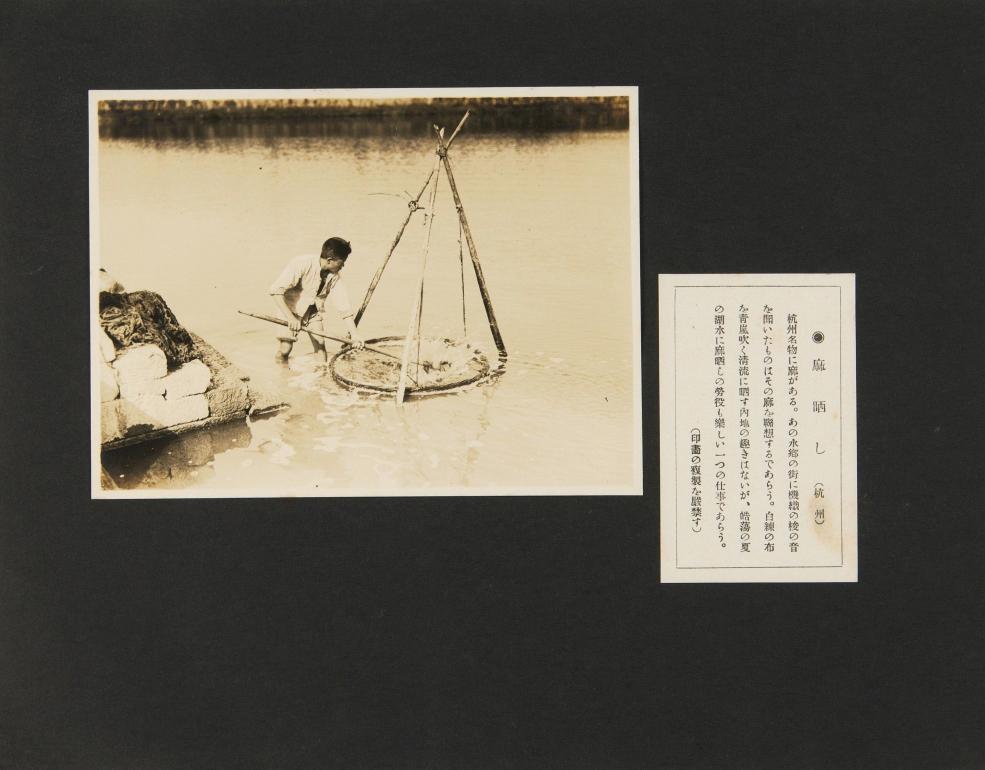 ◉麻晒し（杭州）
杭州名物に麻がある。あの水郷の街に機織の梭の音
を聞いたものはその麻を聯想するであらう。白練の布
を青嵐吹く清流に晒す內地の趣きはないが、皓蕩の夏
の湖水に麻晒しの勞役も樂しい一つの仕事であらう。
（印畫の複製を嚴禁す）